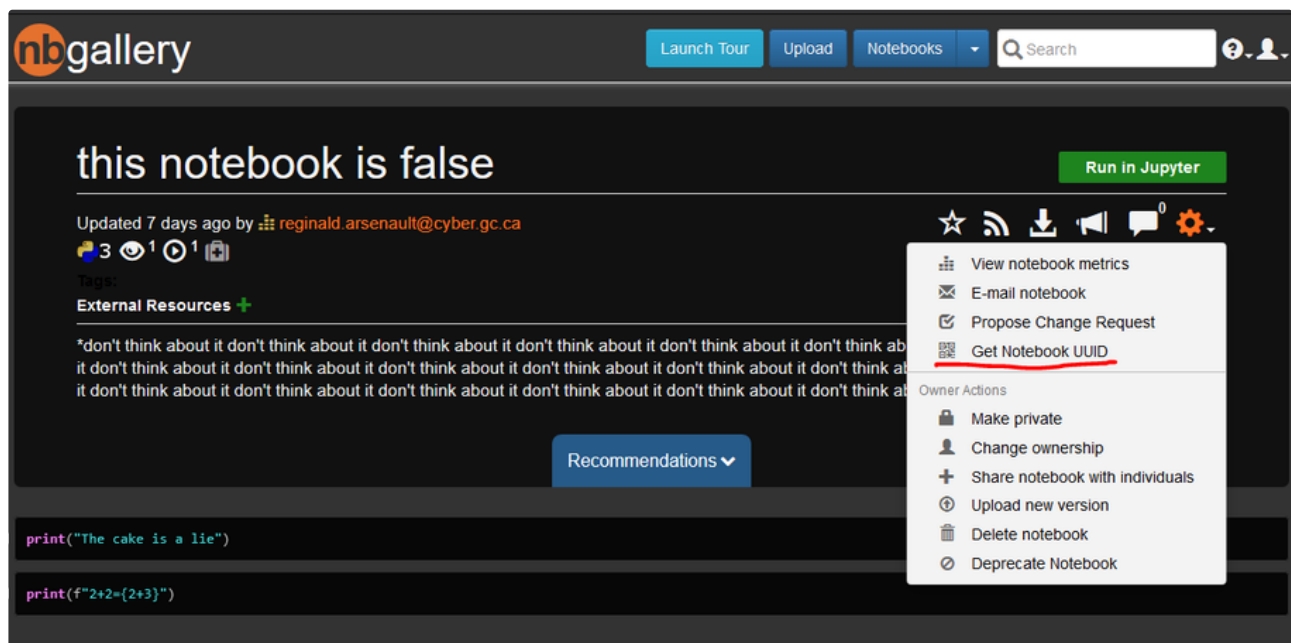 nbgallery
Launch Tour
Upload
Notebooks
Search
this notebook is false
Run in Jupyter
Updated 7 days ago by reginald.arsenault@cyber.gc.ca
3 1 1
0
Tags:
External Resources
*don't think about it don't think about it don't think about it don't think about it don't think about it don't think ab
it don't think about it don't think about it don't think about it don't think about it don't think about it don't think ab
it don't think about it don't think about it don't think about it don't think about it don't think about it don't think ab
View notebook metrics
E-mail notebook
Propose Change Request
Get Notebook UUID
Owner Actions
Make private
Change ownership
Share notebook with individuals
Upload new version
Delete notebook
Deprecate Notebook
Recommendations
print("The cake is a lie")
print(f"2+2={2+3}")